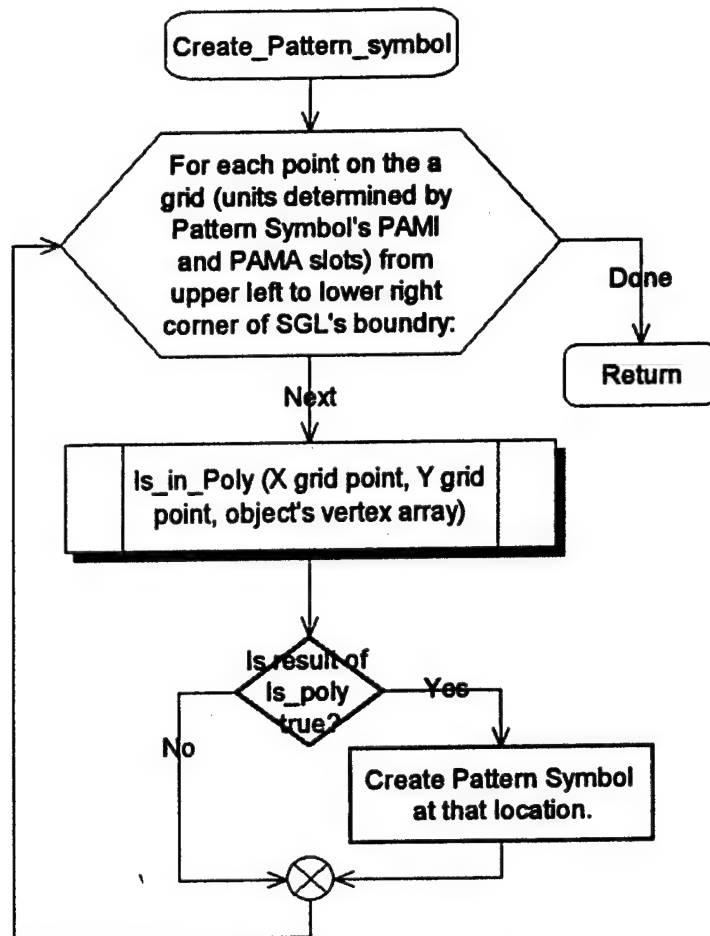 Create_Pattern_symbol
For each point on the a
grid (units determined by
Pattern Symbol's PAMI
and PAMA slots) from
upper left to lower right
corner of SGL's boundry:
Done
Return
Next
Is_in_Poly (X grid point, Y grid
point, object's vertex array)
Is result of
Is_poly
true?
Yes
No
Create Pattern Symbol
at that location.